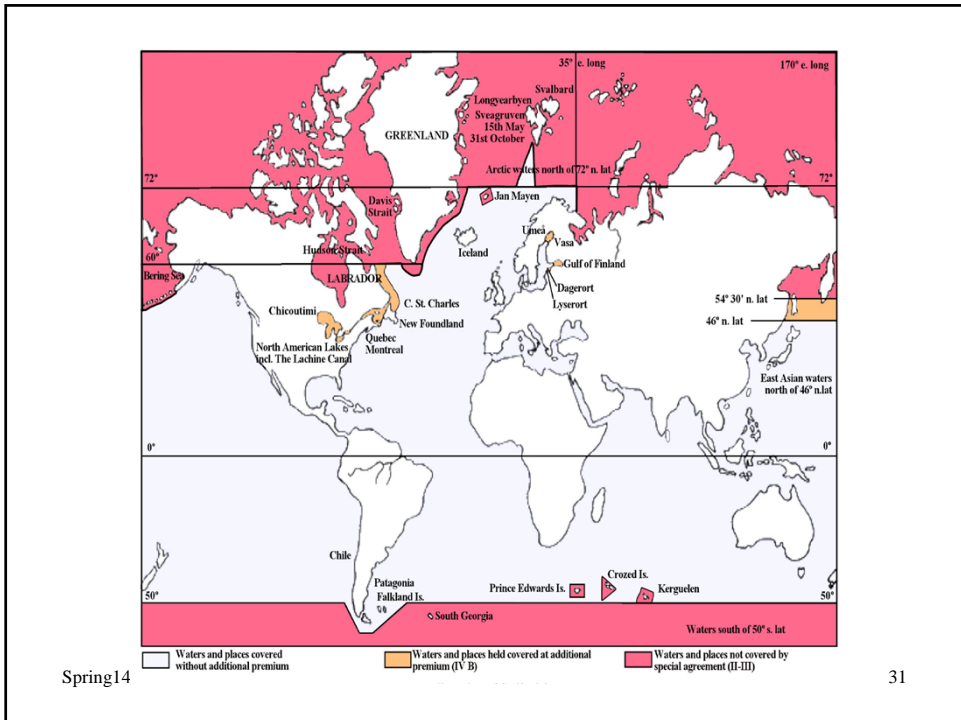 35° e. long
170° e. long
Svalbard
Longyearbyen
Sveagruven
15th May
31st October
GREENLAND
Arctic waters north of 72° n. lat
72°
72°
Jan Mayen
Davis
Strait
Umeå
Vasa
Iceland
Hudson Strait
60°
Gulf of Finland
Bering Sea
LABRADOR
Dagerort
Lyserort
C. St. Charles
54° 30' n. lat
Chicoutimi
New Foundland
46° n. lat
Quebec
Montreal
North American Lakes
incl. The Lachine Canal
East Asian waters
north of 46° n.lat
0°
0°
Chile
Patagonia
Falkland Is.
Prince Edwards Is.
Crozed Is.
Kerguelen
50°
50°
South Georgia
Waters south of 50° s. lat
Waters and places covered
without additional premium
Waters and places held covered at additional
premium (IV B)
Waters and places not covered by
special agreement (II-III)
Spring14
31